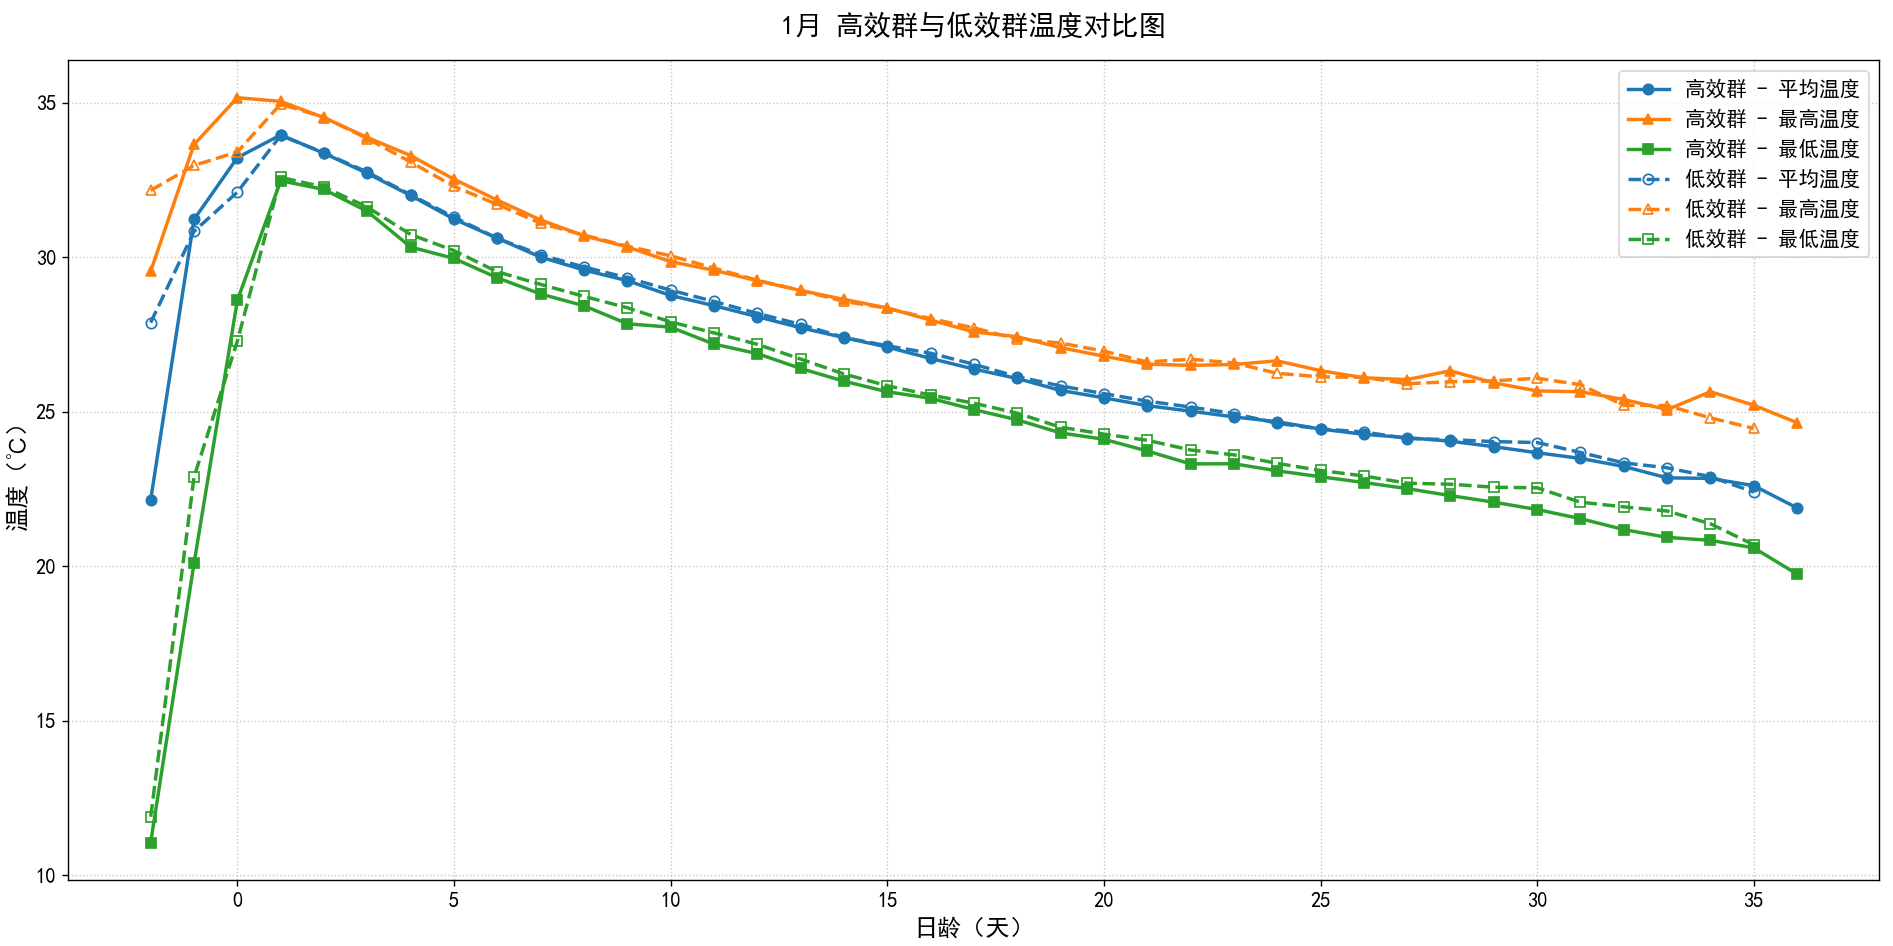 1月 高效群与低效群温度对比图
高效群 - 平均温度
高效群 - 最高温度
高效群 - 最低温度
低效群 - 平均温度
低效群 - 最高温度
低效群 - 最低温度
35
30
25
20
15
10
温度（℃）
0
5
10
15
20
25
30
35
日龄（天）